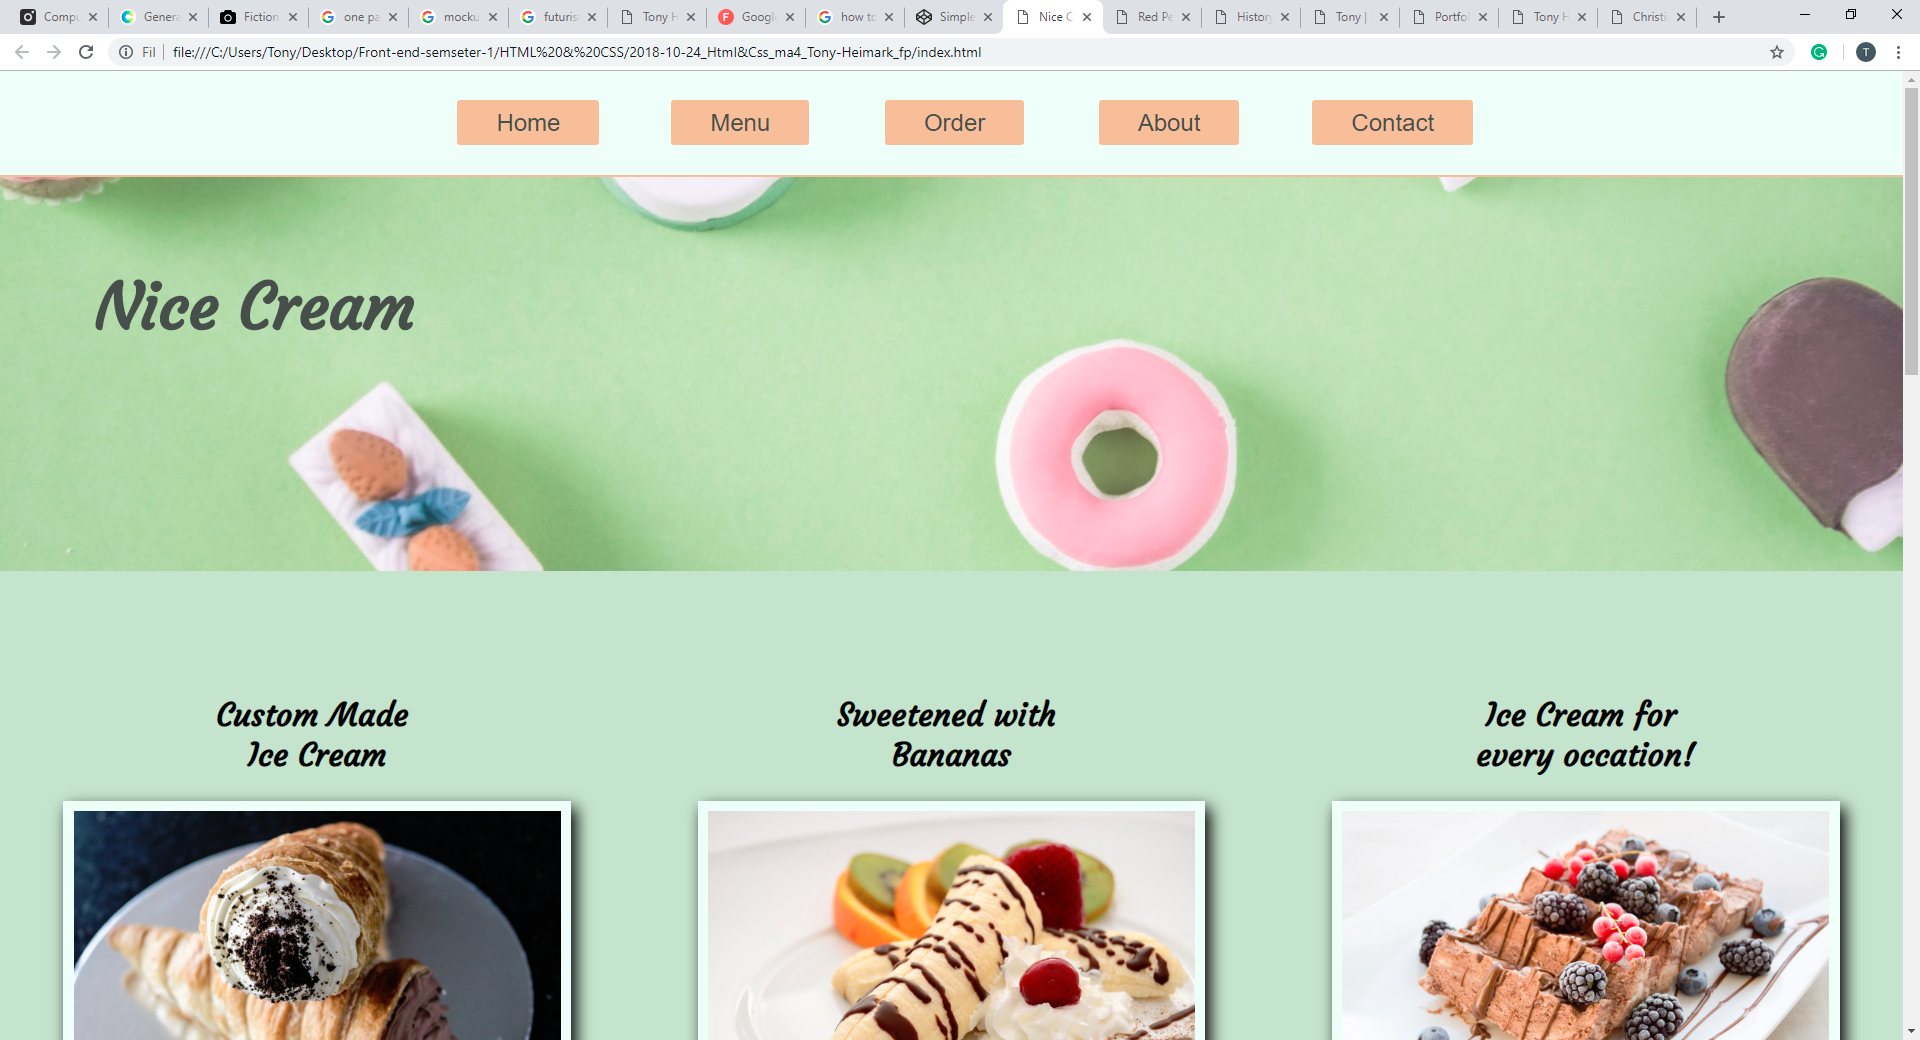 Compu
Genera
Fiction
one pa
mocku
futuris
Tony H
Google
how to
Simple
Nice C
Red Pe
History
Tony |
Portfol
Tony H
Christi
Fil
file:///C:/Users/Tony/Desktop/Front-end-semseter-1/HTML%20&%20CSS/2018-10-24_Html&Css_ma4_Tony-Heimark_fp/index.html
T
Home Menu Order About Contact
Nice Cream
Custom Made
Ice Cream
Sweetened with
Bananas
Ice Cream for
every occation!